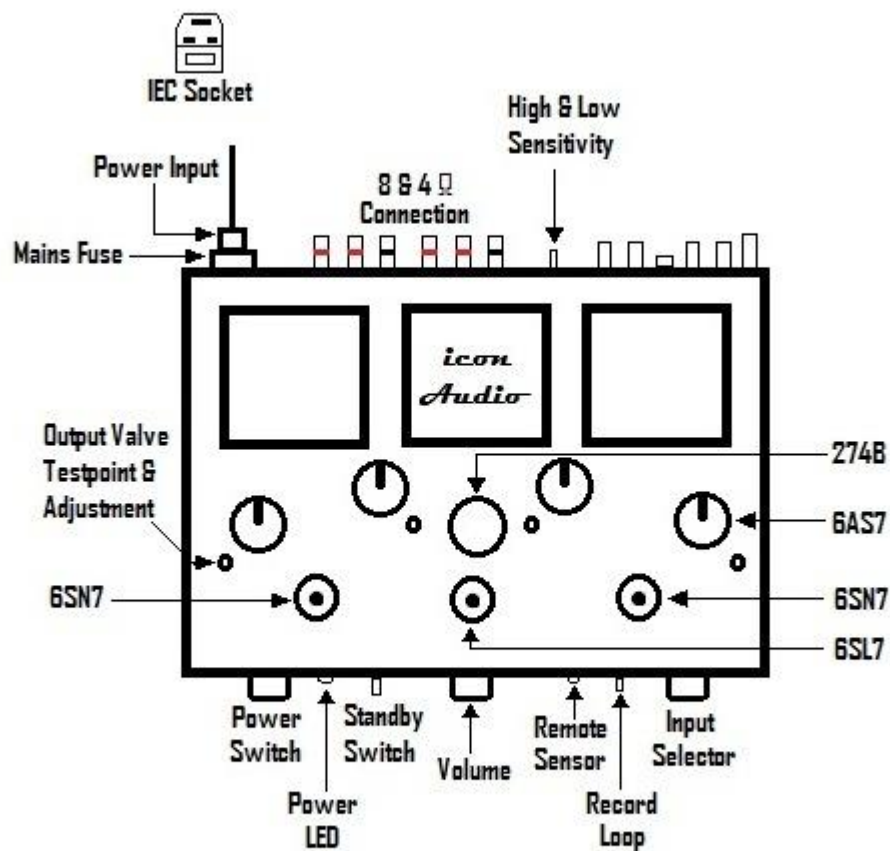 IEC Socket
High & Low
Sensitivity
Power Input
8 & 4 Ω
Connection
Mains Fuse
icon
Audio
Output Valve
Testpoint &
Adjustment
274B
6AS7
6SN7
6SN7
6SL7
Power
Switch
Standby
Switch
Volume
Remote
Sensor
Input
Selector
Power
LED
Record
Loop